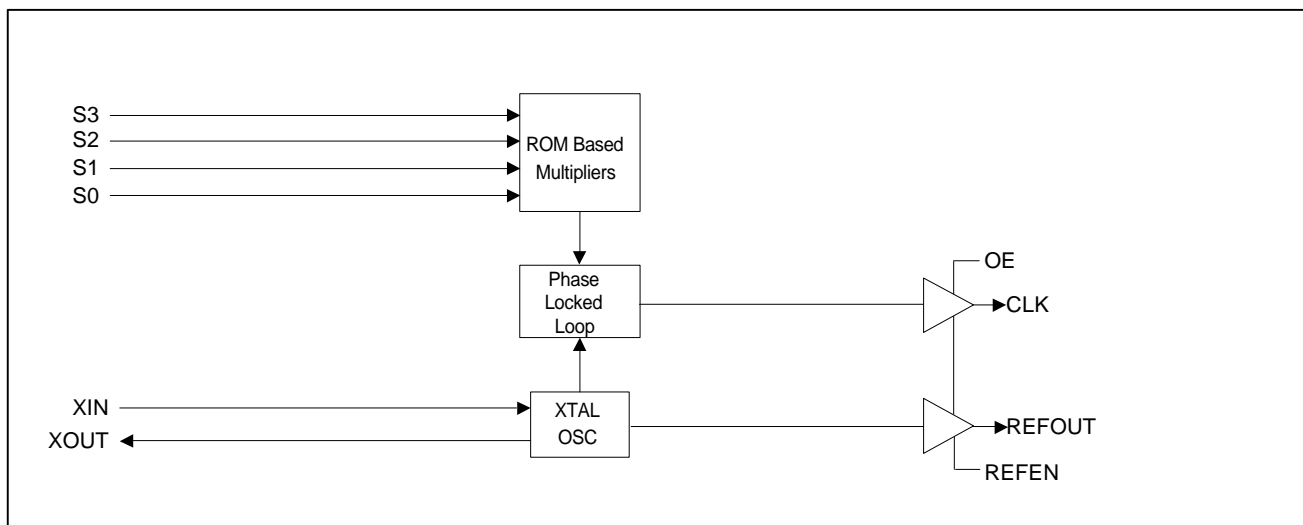 S3
S2
S1
S0
ROM Based
Multipliers
Phase
Locked
Loop
OE
CLK
XIN
XOUT
XTAL
OSC
REFOUT
REFEN